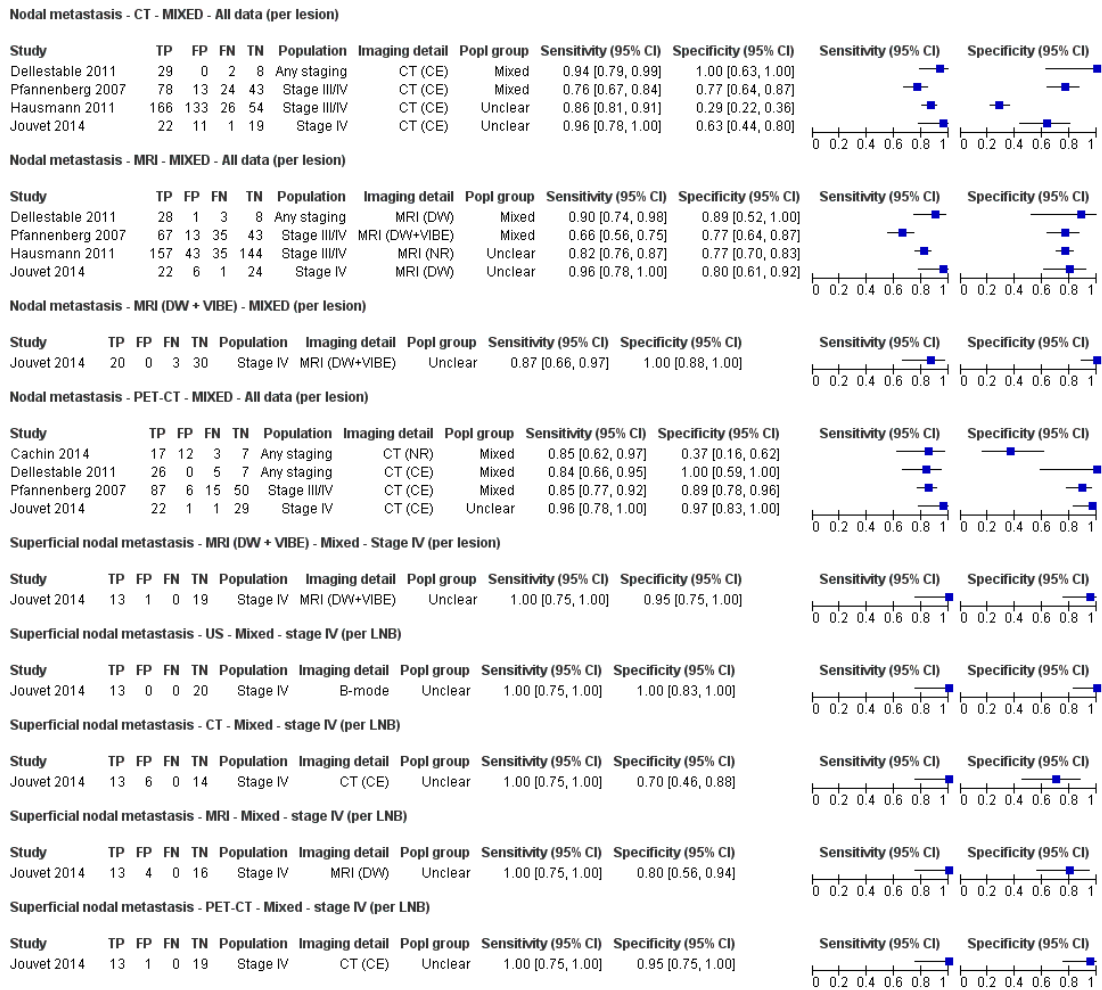 Nodal metastasis - CT - MIXED - All data (per lesion)
Study TP FP FN TN Population Imaging detail Popl group Sensitivity (95% CI) Specificity (95% CI) Sensitivity (95% CI) Specificity (95% CI)
Dellestable 2011 29 0 2 8 Any staging CT (CE) Mixed 0.94 [0.79, 0.99] 1.00 [0.63, 1.00]
Pfannenberg 2007 78 13 24 43 Stage III/IV CT (CE) Mixed 0.76 [0.67, 0.84] 0.77 [0.64, 0.87]
Hausmann 2011 166 133 26 54 Stage III/IV CT (CE) Unclear 0.86 [0.81, 0.91] 0.29 [0.22, 0.36]
Jouvet 2014 22 11 1 19 Stage IV CT (CE) Unclear 0.96 [0.78, 1.00] 0.63 [0.44, 0.80]
0 0.2 0.4 0.6 0.8 1 0 0.2 0.4 0.6 0.8 1
Nodal metastasis - MRI - MIXED - All data (per lesion)
Study TP FP FN TN Population Imaging detail Popl group Sensitivity (95% CI) Specificity (95% CI) Sensitivity (95% CI) Specificity (95% CI)
Dellestable 2011 28 1 3 8 Any staging MRI (DW) Mixed 0.90 [0.74, 0.98] 0.89 [0.52, 1.00]
Pfannenberg 2007 67 13 35 43 Stage III/IV MRI (DW+VIBE) Mixed 0.66 [0.56, 0.75] 0.77 [0.64, 0.87]
Hausmann 2011 157 43 35 144 Stage III/IV MRI (NR) Unclear 0.82 [0.76, 0.87] 0.77 [0.70, 0.83]
Jouvet 2014 22 6 1 24 Stage IV MRI (DW) Unclear 0.96 [0.78, 1.00] 0.80 [0.61, 0.92]
0 0.2 0.4 0.6 0.8 1 0 0.2 0.4 0.6 0.8 1
Nodal metastasis - MRI (DW + VIBE) - MIXED (per lesion)
Study TP FP FN TN Population Imaging detail Popl group Sensitivity (95% CI) Specificity (95% CI) Sensitivity (95% CI) Specificity (95% CI)
Jouvet 2014 20 0 3 30 Stage IV MRI (DW+VIBE) Unclear 0.87 [0.66, 0.97] 1.00 [0.88, 1.00]
0 0.2 0.4 0.6 0.8 1 0 0.2 0.4 0.6 0.8 1
Nodal metastasis - PET-CT - MIXED - All data (per lesion)
Study TP FP FN TN Population Imaging detail Popl group Sensitivity (95% CI) Specificity (95% CI) Sensitivity (95% CI) Specificity (95% CI)
Cachin 2014 17 12 3 7 Any staging CT (NR) Mixed 0.85 [0.62, 0.97] 0.37 [0.16, 0.62]
Dellestable 2011 26 0 5 7 Any staging CT (CE) Mixed 0.84 [0.66, 0.95] 1.00 [0.59, 1.00]
Pfannenberg 2007 87 6 15 50 Stage III/IV CT (CE) Mixed 0.85 [0.77, 0.92] 0.89 [0.78, 0.96]
Jouvet 2014 22 1 1 29 Stage IV CT (CE) Unclear 0.96 [0.78, 1.00] 0.97 [0.83, 1.00]
0 0.2 0.4 0.6 0.8 1 0 0.2 0.4 0.6 0.8 1
Superficial nodal metastasis - MRI (DW + VIBE) - Mixed - Stage IV (per lesion)
Study TP FP FN TN Population Imaging detail Popl group Sensitivity (95% CI) Specificity (95% CI) Sensitivity (95% CI) Specificity (95% CI)
Jouvet 2014 13 1 0 19 Stage IV MRI (DW+VIBE) Unclear 1.00 [0.75, 1.00] 0.95 [0.75, 1.00]
0 0.2 0.4 0.6 0.8 1 0 0.2 0.4 0.6 0.8 1
Superficial nodal metastasis - US - Mixed - stage IV (per LNB)
Study TP FP FN TN Population Imaging detail Popl group Sensitivity (95% CI) Specificity (95% CI) Sensitivity (95% CI) Specificity (95% CI)
Jouvet 2014 13 0 0 20 Stage IV B-mode Unclear 1.00 [0.75, 1.00] 1.00 [0.83, 1.00]
0 0.2 0.4 0.6 0.8 1 0 0.2 0.4 0.6 0.8 1
Superficial nodal metastasis - CT - Mixed - stage IV (per LNB)
Study TP FP FN TN Population Imaging detail Popl group Sensitivity (95% CI) Specificity (95% CI) Sensitivity (95% CI) Specificity (95% CI)
Jouvet 2014 13 6 0 14 Stage IV CT (CE) Unclear 1.00 [0.75, 1.00] 0.70 [0.46, 0.88]
0 0.2 0.4 0.6 0.8 1 0 0.2 0.4 0.6 0.8 1
Superficial nodal metastasis - MRI - Mixed - stage IV (per LNB)
Study TP FP FN TN Population Imaging detail Popl group Sensitivity (95% CI) Specificity (95% CI) Sensitivity (95% CI) Specificity (95% CI)
Jouvet 2014 13 4 0 16 Stage IV MRI (DW) Unclear 1.00 [0.75, 1.00] 0.80 [0.56, 0.94]
0 0.2 0.4 0.6 0.8 1 0 0.2 0.4 0.6 0.8 1
Superficial nodal metastasis - PET-CT - Mixed - stage IV (per LNB)
Study TP FP FN TN Population Imaging detail Popl group Sensitivity (95% CI) Specificity (95% CI) Sensitivity (95% CI) Specificity (95% CI)
Jouvet 2014 13 1 0 19 Stage IV CT (CE) Unclear 1.00 [0.75, 1.00] 0.95 [0.75, 1.00]
0 0.2 0.4 0.6 0.8 1 0 0.2 0.4 0.6 0.8 1